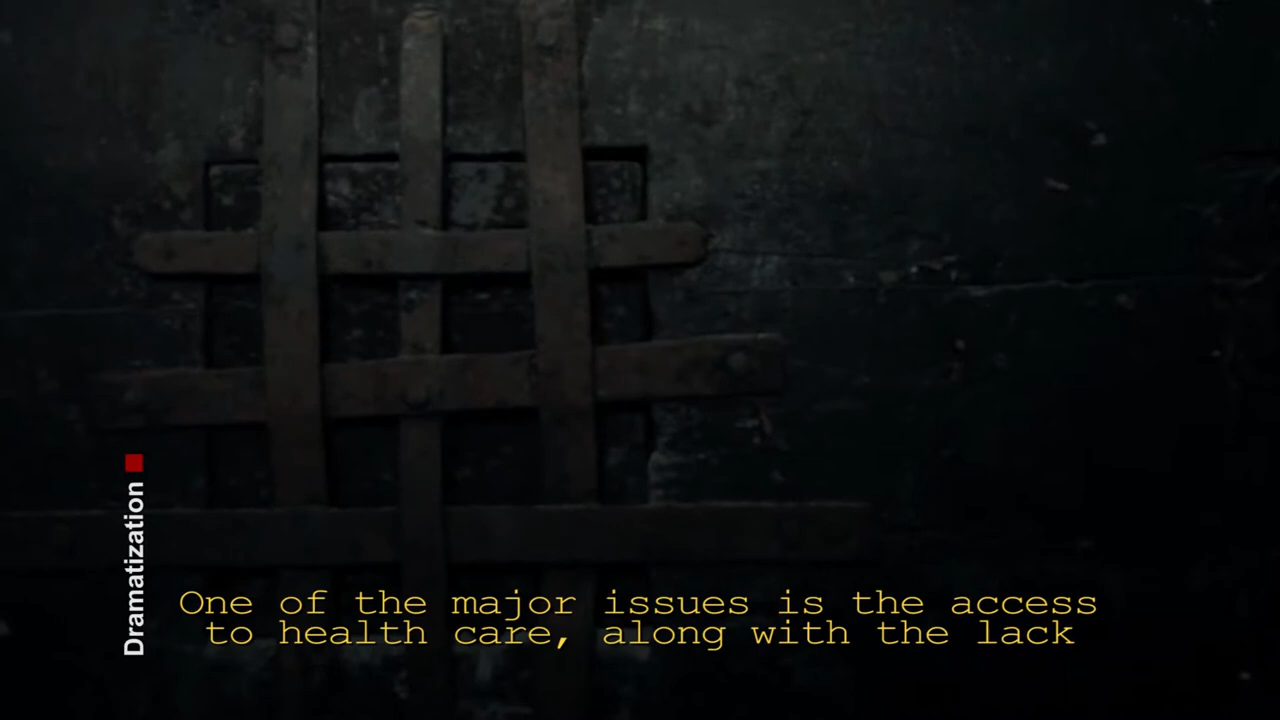 Dramatization
One of the major issues is the access
to health care, along with the lack